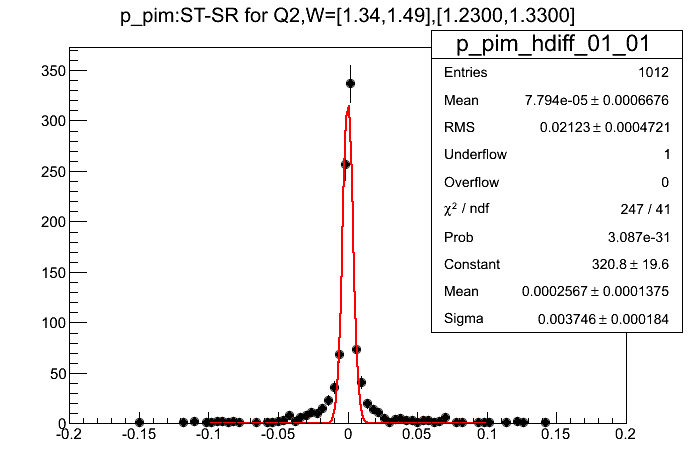 p_pim:ST-SR for Q2,W=[1.34,1.49],[1.2300,1.3300]
p_pim_hdiff_01_01
Entries 1012
Mean 7.794e-05 ± 0.0006676
RMS 0.02123 ± 0.0004721
Underflow 1
Overflow 0
χ² / ndf 247 / 41
Prob 3.087e-31
Constant 320.8 ± 19.6
Mean 0.0002567 ± 0.0001375
Sigma 0.003746 ± 0.000184
350
300
250
200
150
100
50
0
-0.2 -0.15 -0.1 -0.05 0 0.05 0.1 0.15 0.2